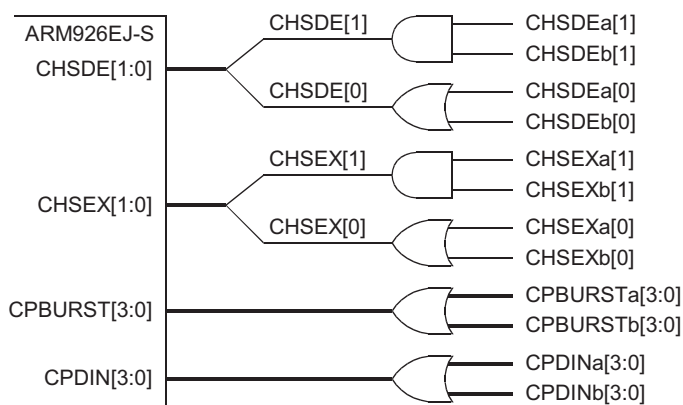 ARM926EJ-S
CHSDE[1:0]
CHSDE[1]
CHSDEa[1]
CHSDEb[1]
CHSDE[0]
CHSDEa[0]
CHSDEb[0]
CHSEX[1:0]
CHSEX[1]
CHSEXa[1]
CHSEXb[1]
CHSEX[0]
CHSEXa[0]
CHSEXb[0]
CPBURST[3:0]
CPBURSTa[3:0]
CPBURSTb[3:0]
CPDIN[3:0]
CPDINa[3:0]
CPDINb[3:0]